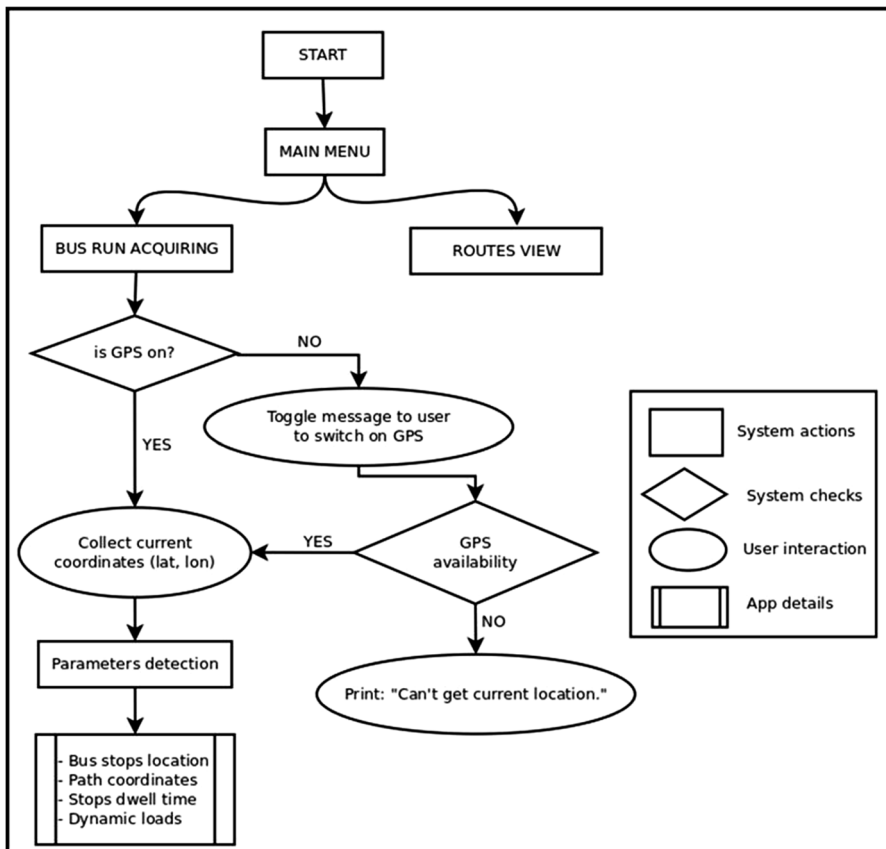 START
MAIN MENU
BUS RUN ACQUIRING
ROUTES VIEW
is GPS on?
NO
Toggle message to user
to switch on GPS
YES
Collect current
coordinates (lat, lon)
YES
GPS
availability
NO
Parameters detection
Print: "Can't get current location."
- Bus stops location
- Path coordinates
- Stops dwell time
- Dynamic loads
System actions
System checks
User interaction
App details